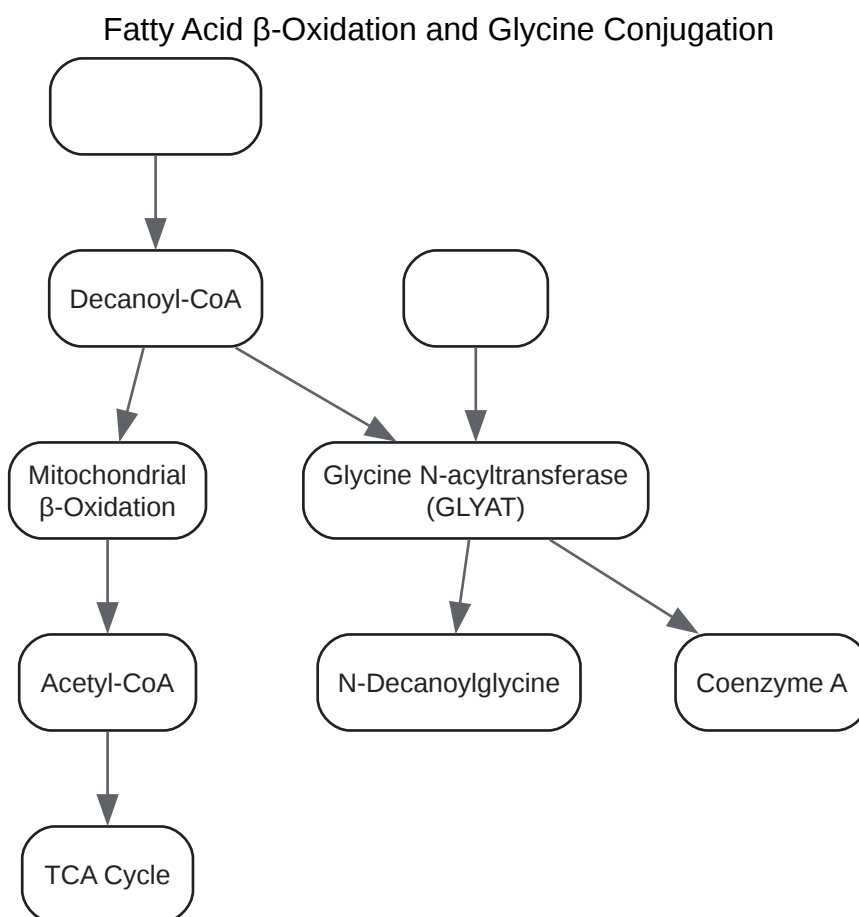 Fatty Acid β-Oxidation and Glycine Conjugation
Decanoyl-CoA
Mitochondrial
β-Oxidation
Glycine N-acyltransferase
(GLYAT)
Acetyl-CoA
N-Decanoylglycine
Coenzyme A
TCA Cycle